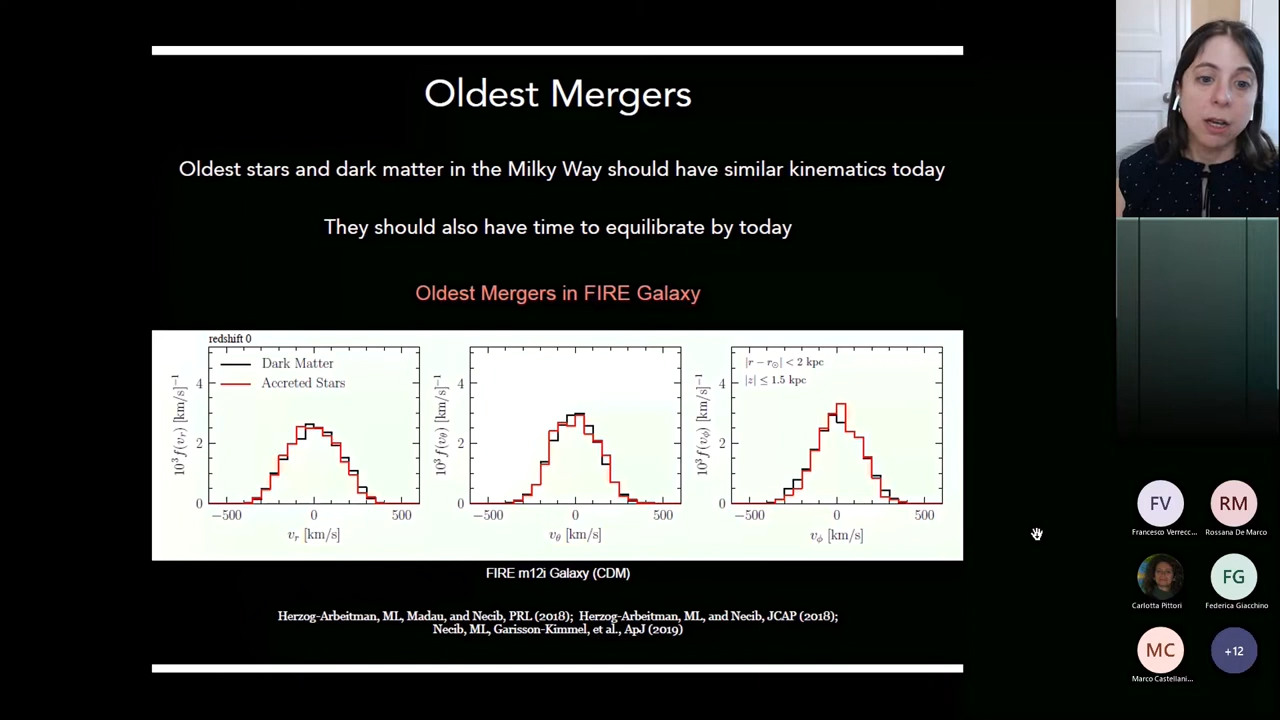 Oldest Mergers
Oldest stars and dark matter in the Milky Way should have similar kinematics today
They should also have time to equilibrate by today
Oldest Mergers in FIRE Galaxy
redshift 0
Dark Matter
Accreted Stars
|r − r☉| < 2 kpc
|z| ≤ 1.5 kpc
10³ f(v_r) [km/s]⁻¹
10³ f(v_θ) [km/s]⁻¹
10³ f(v_ϕ) [km/s]⁻¹
4
2
0
4
2
0
4
2
0
−500 0 500
−500 0 500
−500 0 500
v_r [km/s]
v_θ [km/s]
v_ϕ [km/s]
FIRE m12i Galaxy (CDM)
Herzog-Arbeitman, ML, Madau, and Necib, PRL (2018); Herzog-Arbeitman, ML, and Necib, JCAP (2018);
Necib, ML, Garisson-Kimmel, et al., ApJ (2019)
FV
RM
Francesco Verrecc...
Rossana De Marco
FG
Carlotta Pittori
Federica Giacchino
MC
+12
Marco Castellani...